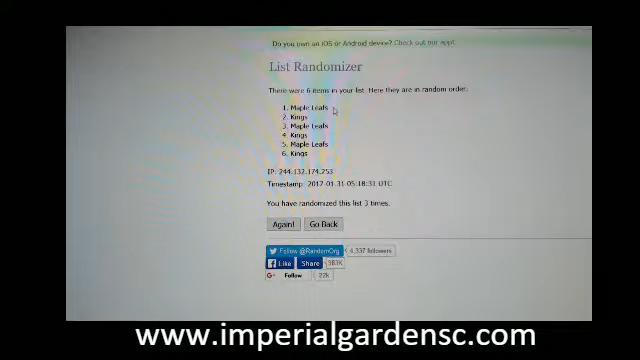 Do you own an iOS or Android device? Check out our app!
List Randomizer
There were 6 items in your list. Here they are in random order:
1. Maple Leafs
2. Kings
3. Maple Leafs
4. Kings
5. Maple Leafs
6. Kings
IP: 244.132.174.253
Timestamp: 2017-01-31 05:18:31 UTC
You have randomized this list 3 times.
Again! Go Back
Follow @RandomOrg 4,337 followers
Like Share 383K
G+ Follow 22k
www.imperialgardensc.com